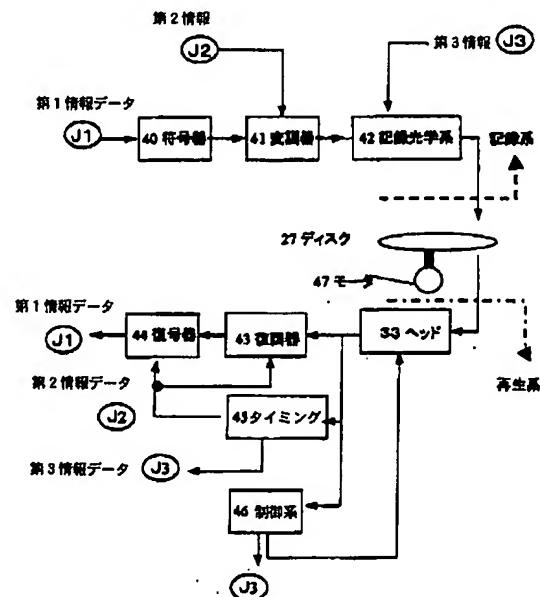 第2情報
J2
第3情報 J3
第1情報データ
J1
40 符号器
41 変調器
42 記録光学系
記録系
27 ディスク
47 モータ
第1情報データ
J1
44 復号器
43 復調器
33 ヘッド
再生系
第2情報データ
J2
45 タイミング
第3情報データ J3
46 制御系
J3